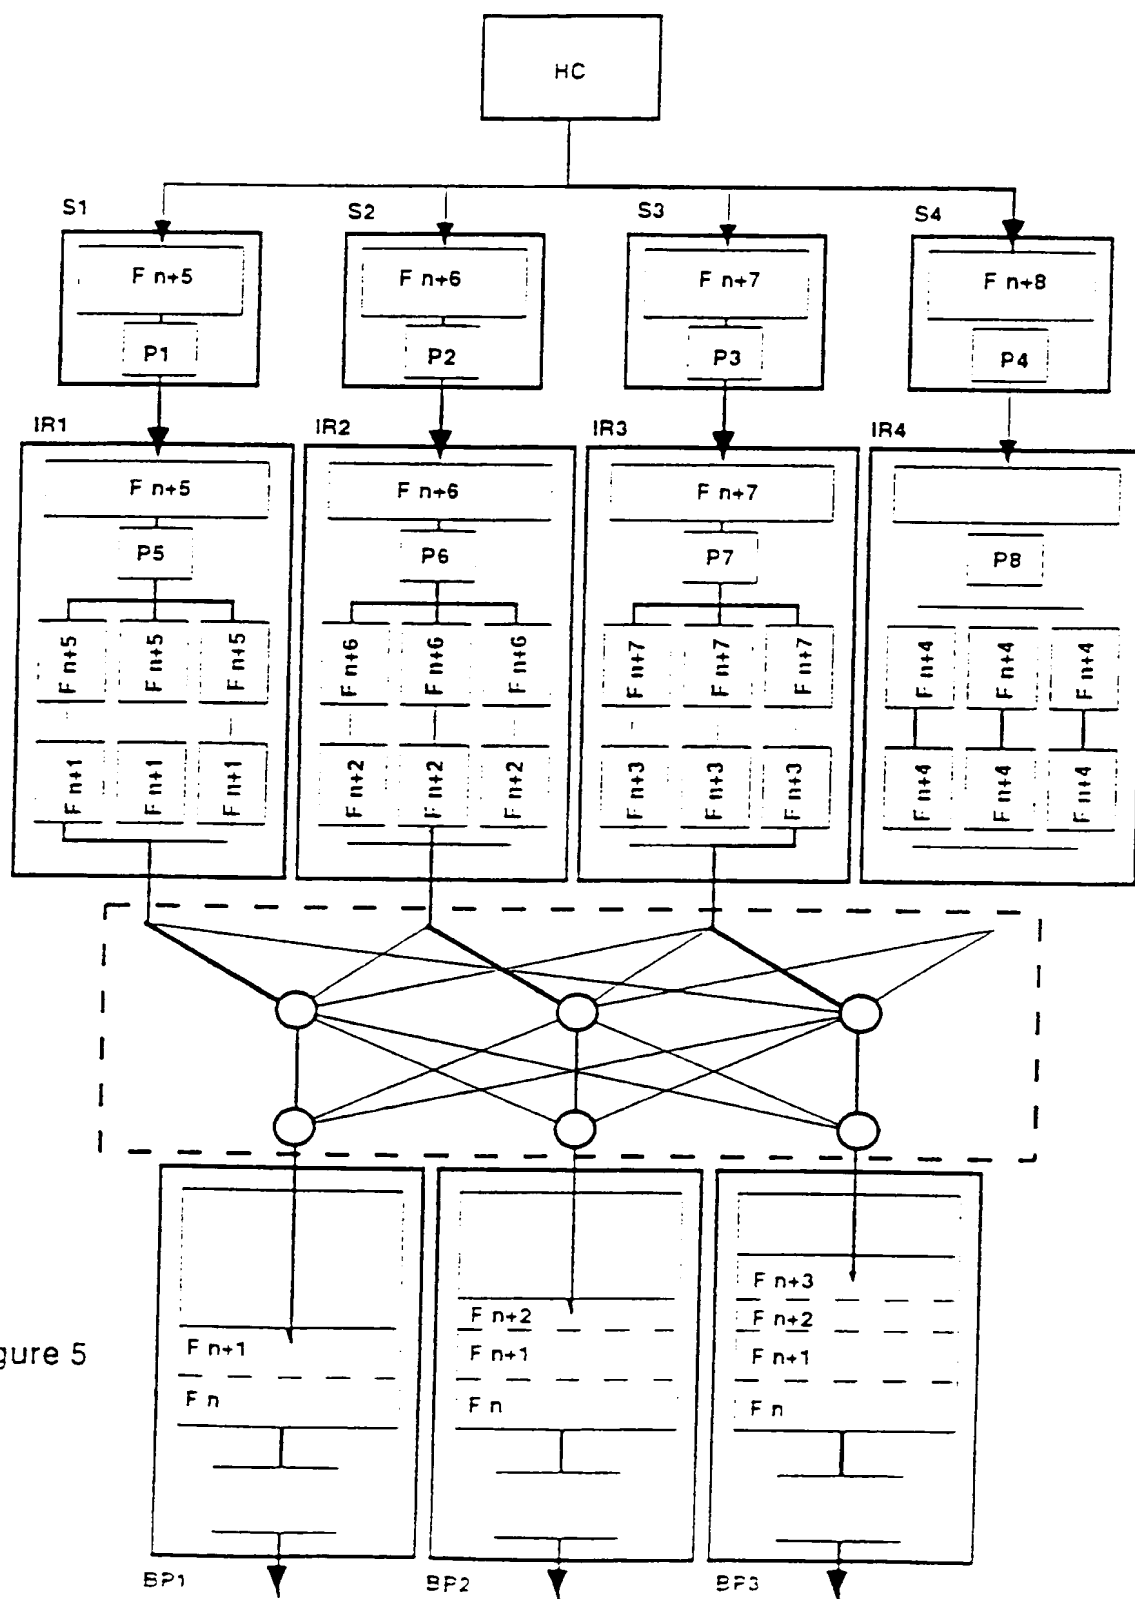 HC
S1
S2
S3
S4
F n+5
F n+6
F n+7
F n+8
P1
P2
P3
P4
IR1
IR2
IR3
IR4
F n+5
F n+6
F n+7
P5
P6
P7
P8
F n+5
F n+5
F n+5
F n+6
F n+6
F n+6
F n+7
F n+7
F n+7
F n+4
F n+4
F n+4
F n+1
F n+1
F n+1
F n+2
F n+2
F n+2
F n+3
F n+3
F n+3
F n+4
F n+4
F n+4
F n+1
F n
F n+2
F n+1
F n
F n+3
F n+2
F n+1
F n
gure 5
BP1
BP2
BP3